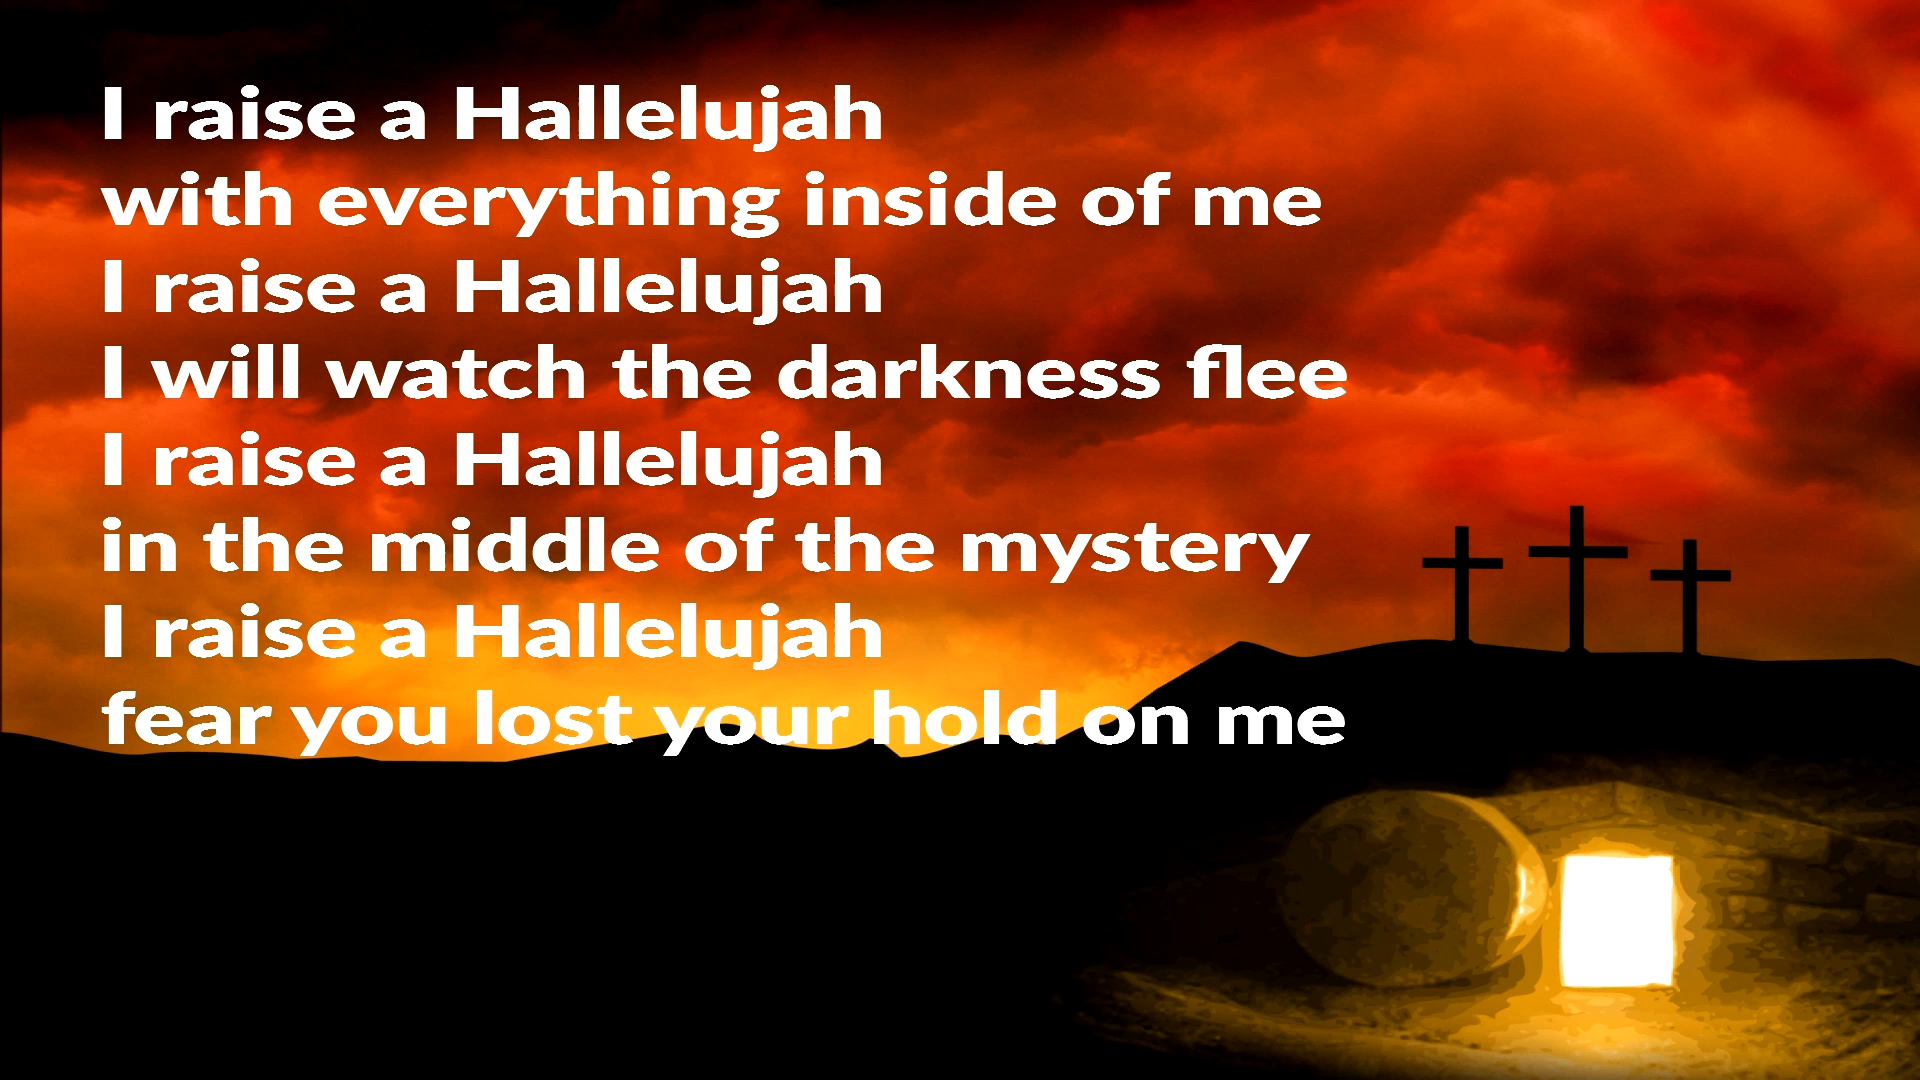 I raise a Hallelujah
with everything inside of me
I raise a Hallelujah
I will watch the darkness flee
I raise a Hallelujah
in the middle of the mystery
I raise a Hallelujah
fear you lost your hold on me